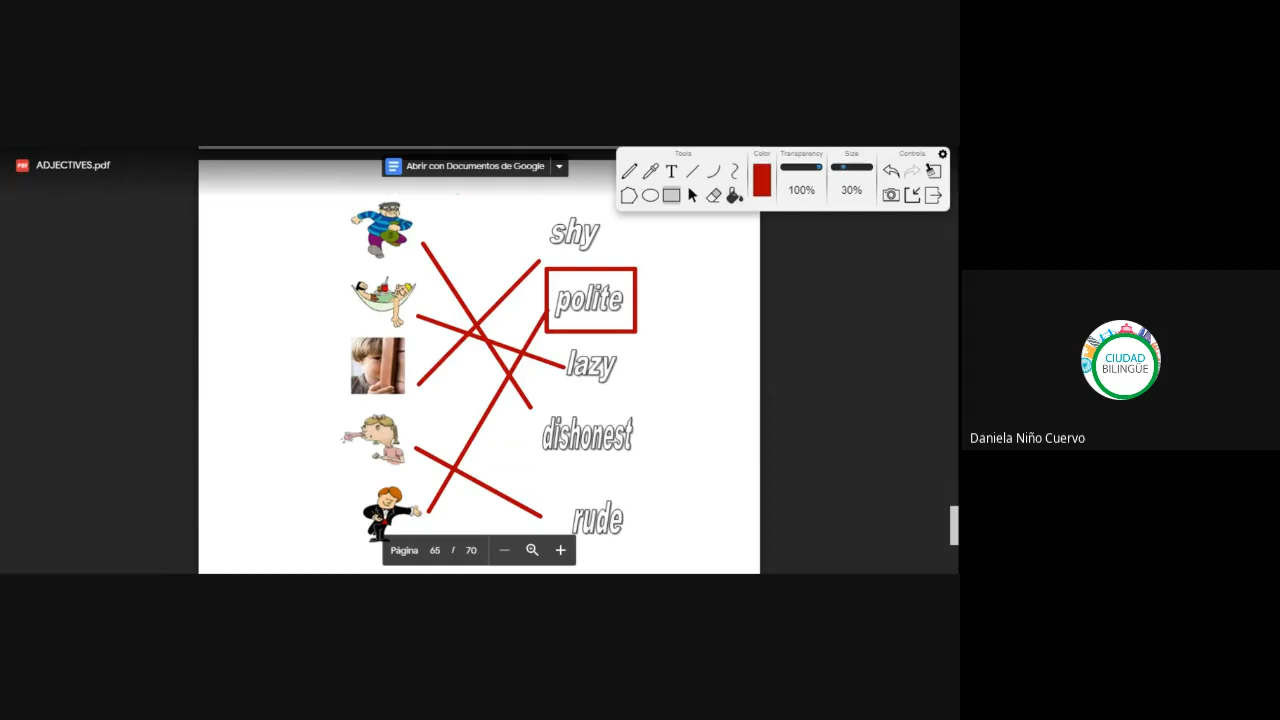 ADJECTIVES.pdf
Abrir con Documentos de Google
Tools
Color
Transparency
Size
Controls
100%
30%
shy
polite
lazy
dishonest
rude
Página 65 / 70
CIUDAD
BILINGÜE
Daniela Niño Cuervo